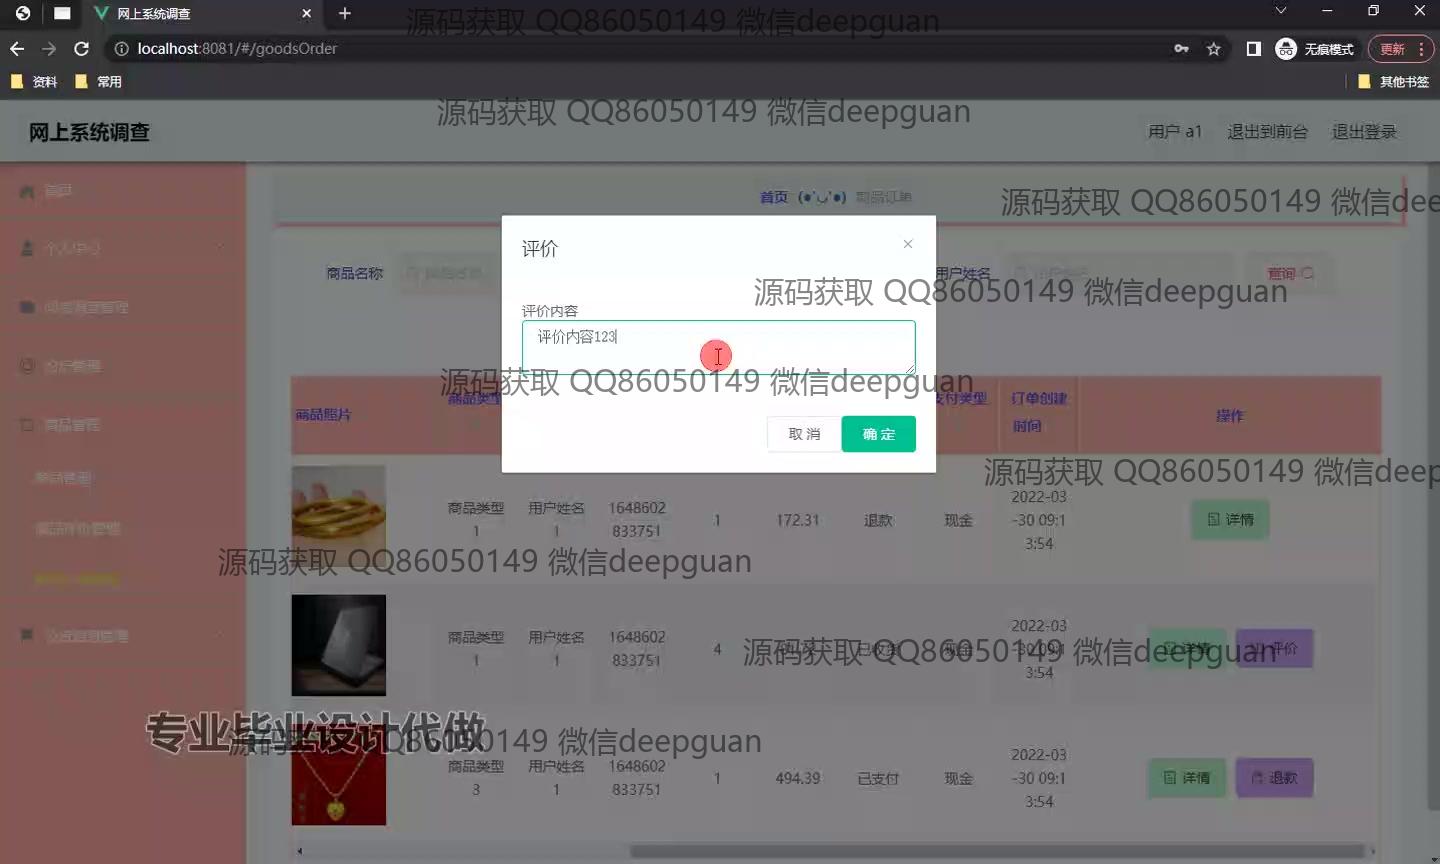 网上系统调查
源码获取 QQ86050149 微信deepguan
localhost:8081/#/goodsOrder
无痕模式
更新
资料
常用
其他书签
源码获取 QQ86050149 微信deepguan
网上系统调查
用户 a1
退出到前台
退出登录
首页
首页 (●'◡'●) 商品订单
源码获取 QQ86050149 微信dee
个人中心
评价
商品名称
用户姓名
查询
源码获取 QQ86050149 微信deepguan
评价内容
评价内容123
源码获取 QQ86050149 微信deepguan
商品管理
商品照片
商品类型
支付类型
订单创建时间
操作
取 消
确 定
源码获取 QQ86050149 微信deep
商品类型1
用户姓名1
1648602833751
1
172.31
退款
现金
2022-03-30 09:13:54
详情
商品评价管理
源码获取 QQ86050149 微信deepguan
商品类型1
用户姓名1
1648602833751
4
已收货
现金
2022-03-30 09:13:54
详情
评价
源码获取 QQ86050149 微信deepguan
专业毕业设计代做
源码获取 QQ86050149 微信deepguan
商品类型3
用户姓名1
1648602833751
1
494.39
已支付
现金
2022-03-30 09:13:54
详情
退款